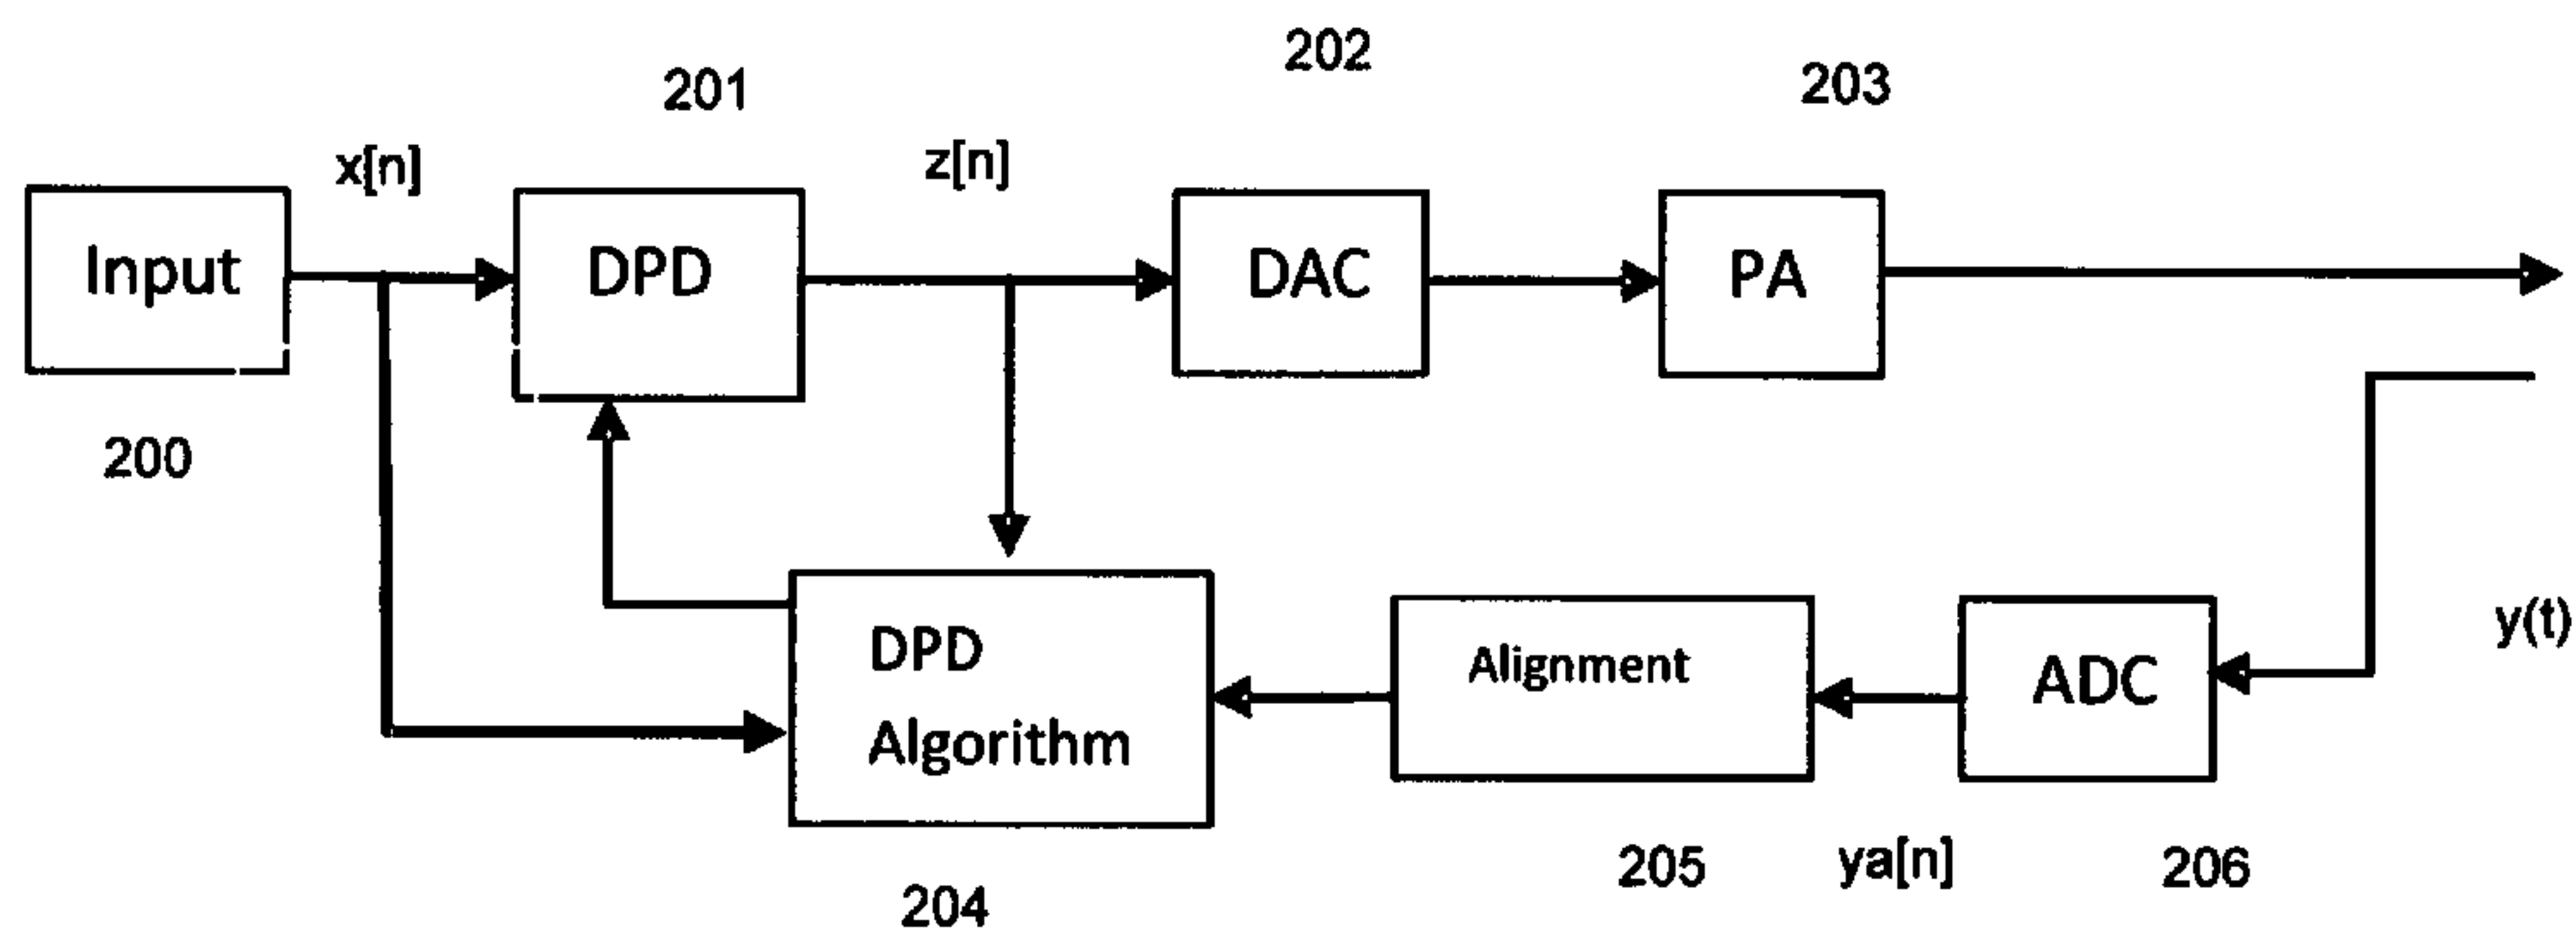 202
201
203
x[n]
z[n]
Input
DPD
DAC
PA
200
DPD
Algorithm
Alignment
ADC
y(t)
204
205
ya[n]
206